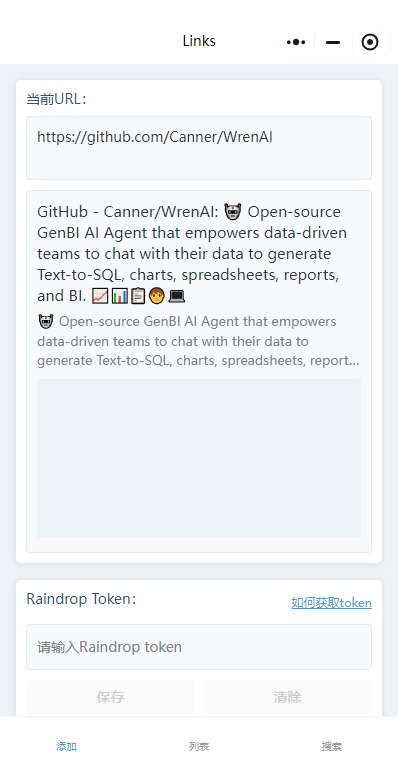 Links
当前URL：
https://github.com/Canner/WrenAI
GitHub - Canner/WrenAI: 🤖 Open-source
GenBI AI Agent that empowers data-driven
teams to chat with their data to generate
Text-to-SQL, charts, spreadsheets, reports,
and BI. 📈📊📋🧑💻
🤖 Open-source GenBI AI Agent that empowers
data-driven teams to chat with their data to
generate Text-to-SQL, charts, spreadsheets, report...
Raindrop Token：
如何获取token
请输入Raindrop token
保存
清除
添加
列表
搜索